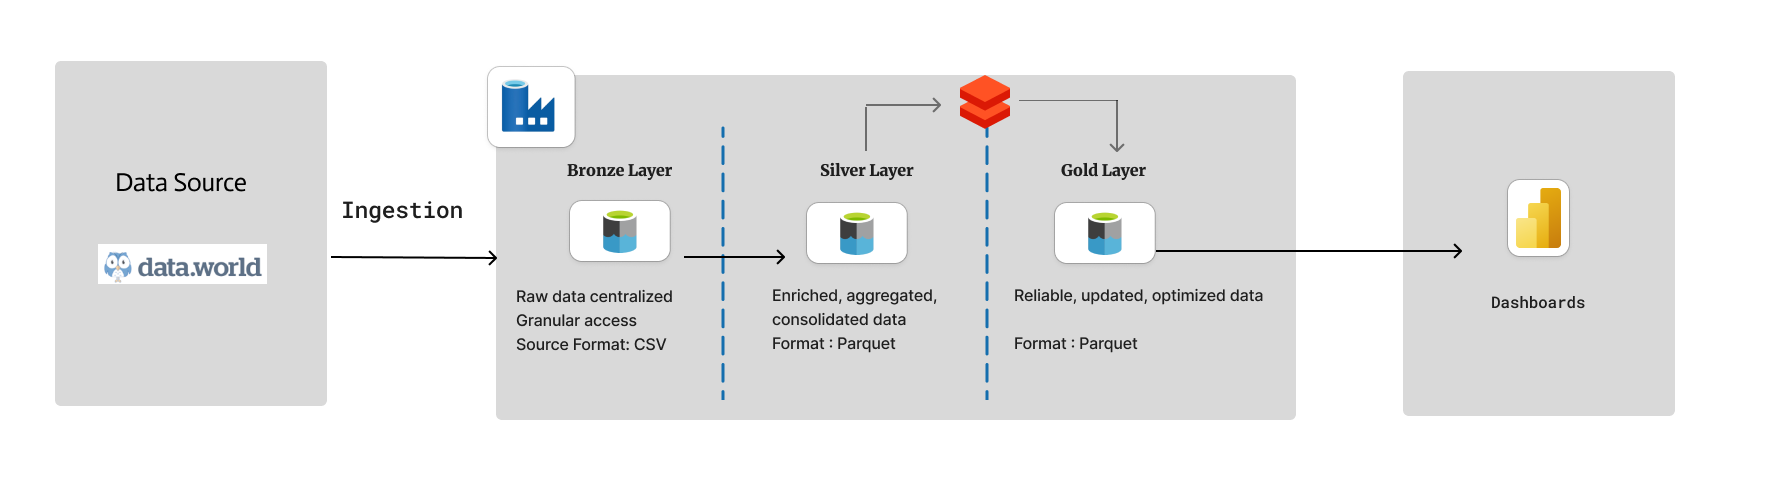 Data Source
data.world
Ingestion
Bronze Layer
Raw data centralized
Granular access
Source Format: CSV
Silver Layer
Enriched, aggregated,
consolidated data
Format : Parquet
Gold Layer
Reliable, updated, optimized data
Format : Parquet
Dashboards